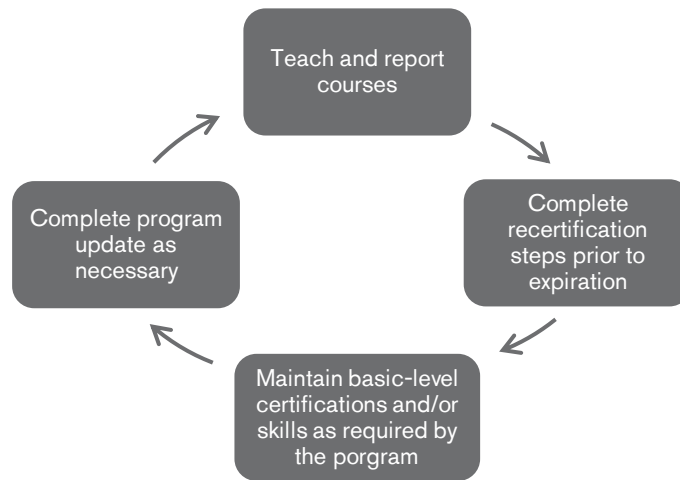 Teach and report
courses
Complete
recertification
steps prior to
expiration
Maintain basic-level
certifications and/or
skills as required by
the porgram
Complete program
update as
necessary